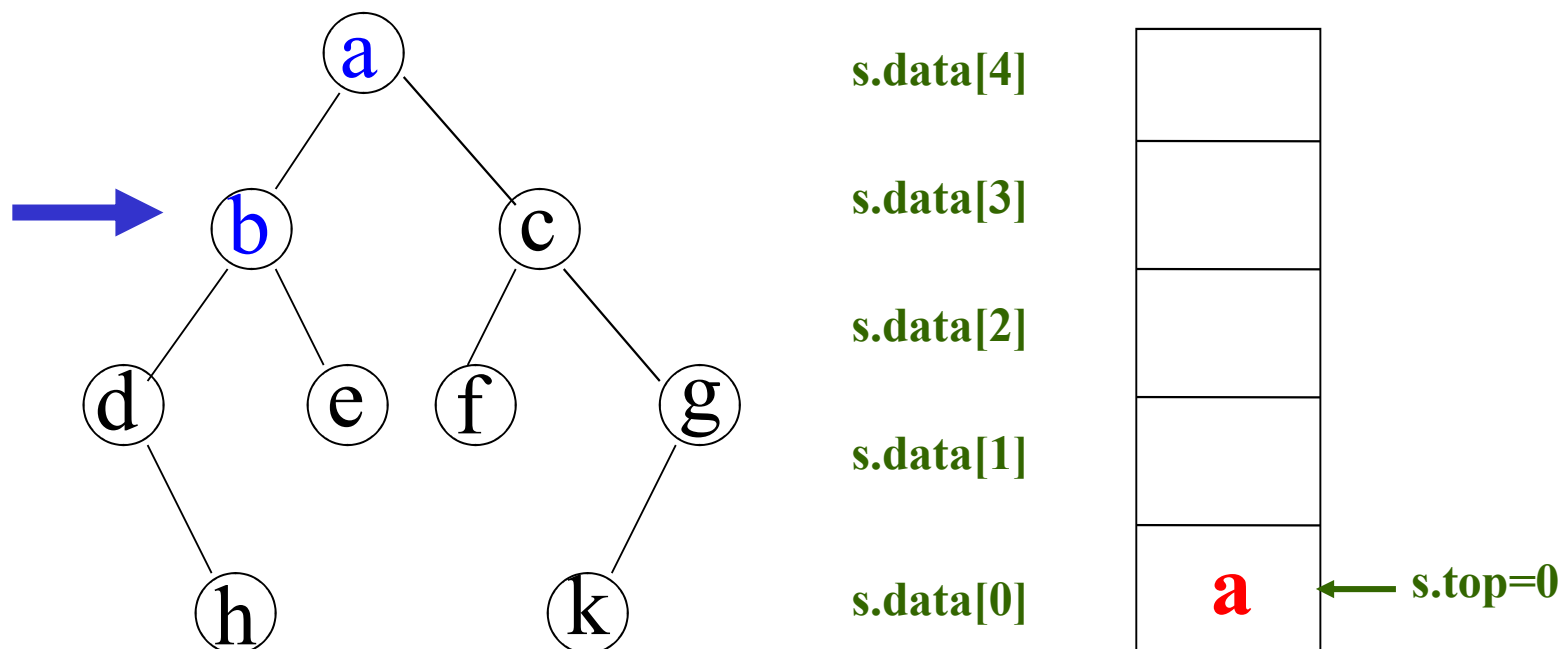 a
b
c
d
e
f
g
h
k
s.data[4]
s.data[3]
s.data[2]
s.data[1]
s.data[0]
a
s.top=0